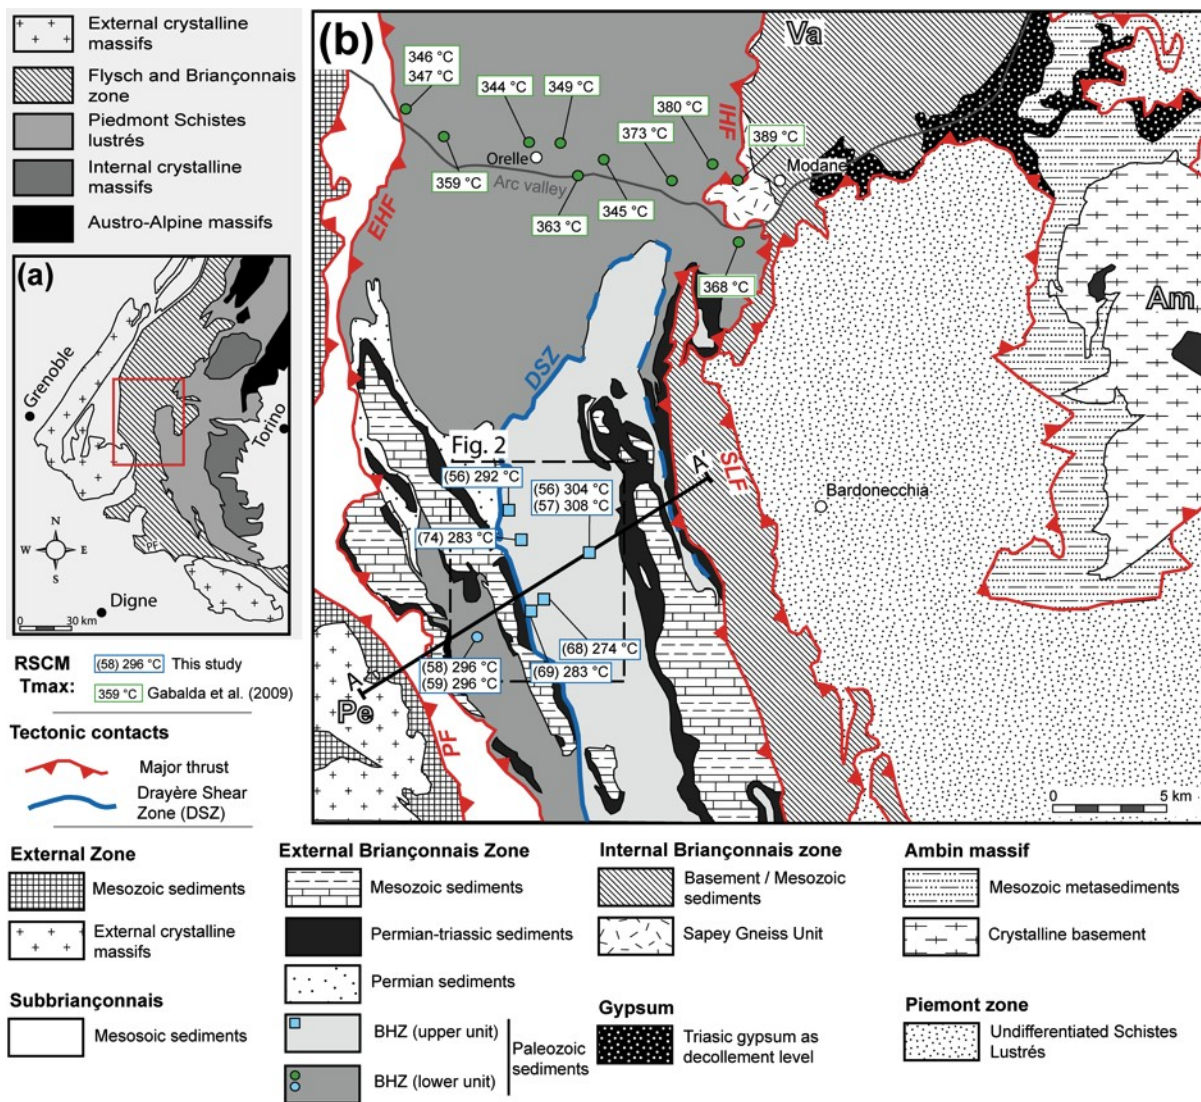 External crystalline
massifs
Flysch and Briançonnais
zone
Piedmont Schistes
lustrés
Internal crystalline
massifs
Austro-Alpine massifs
(a)
Grenoble
Torino
N
W E
S
PF
Digne
0 30 km
RSCM
Tmax:
(58) 296 °C This study
359 °C Gabalda et al. (2009)
Tectonic contacts
Major thrust
Drayère Shear
Zone (DSZ)
(b)
Va
346 °C
347 °C
344 °C
349 °C
380 °C
373 °C
IHF
389 °C
Orelle
Modane
359 °C
Arc valley
363 °C
345 °C
EHF
368 °C
Am
DSZ
Fig. 2
SLF
A'
(56) 292 °C
(56) 304 °C
(57) 308 °C
Bardonecchia
(74) 283 °C
(68) 274 °C
(58) 296 °C
(59) 296 °C
(69) 283 °C
A
Pe
PF
0 5 km
External Zone
Mesozoic sediments
External crystalline
massifs
Subbriançonnais
Mesosoic sediments
External Briançonnais Zone
Mesozoic sediments
Permian-triassic sediments
Permian sediments
BHZ (upper unit)
BHZ (lower unit)
Paleozoic
sediments
Internal Briançonnais zone
Basement / Mesozoic
sediments
Sapey Gneiss Unit
Gypsum
Triasic gypsum as
decollement level
Ambin massif
Mesozoic metasediments
Crystalline basement
Piemont zone
Undifferentiated Schistes
Lustrés